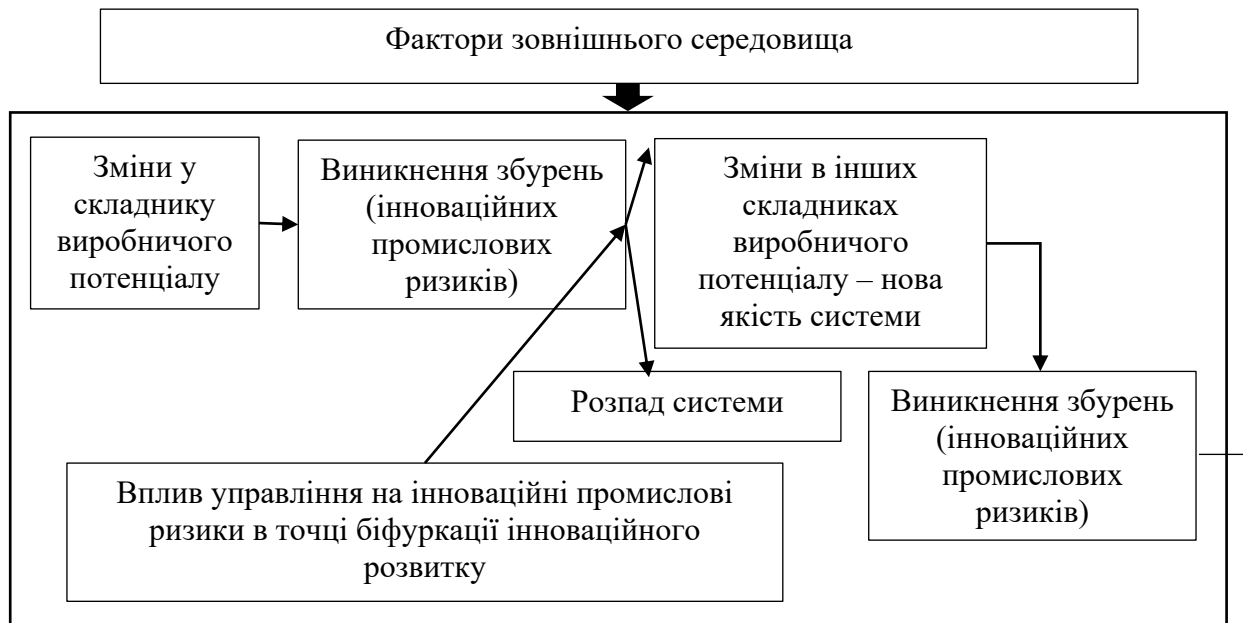 Фактори зовнішнього середовища
Зміни у
складнику
виробничого
потенціалу
Виникнення збурень
(інноваційних
промислових
ризиків)
Зміни в інших
складниках
виробничого
потенціалу – нова
якість системи
Розпад системи
Виникнення збурень
(інноваційних
промислових
ризиків)
Вплив управління на інноваційні промислові
ризики в точці біфуркації інноваційного
розвитку